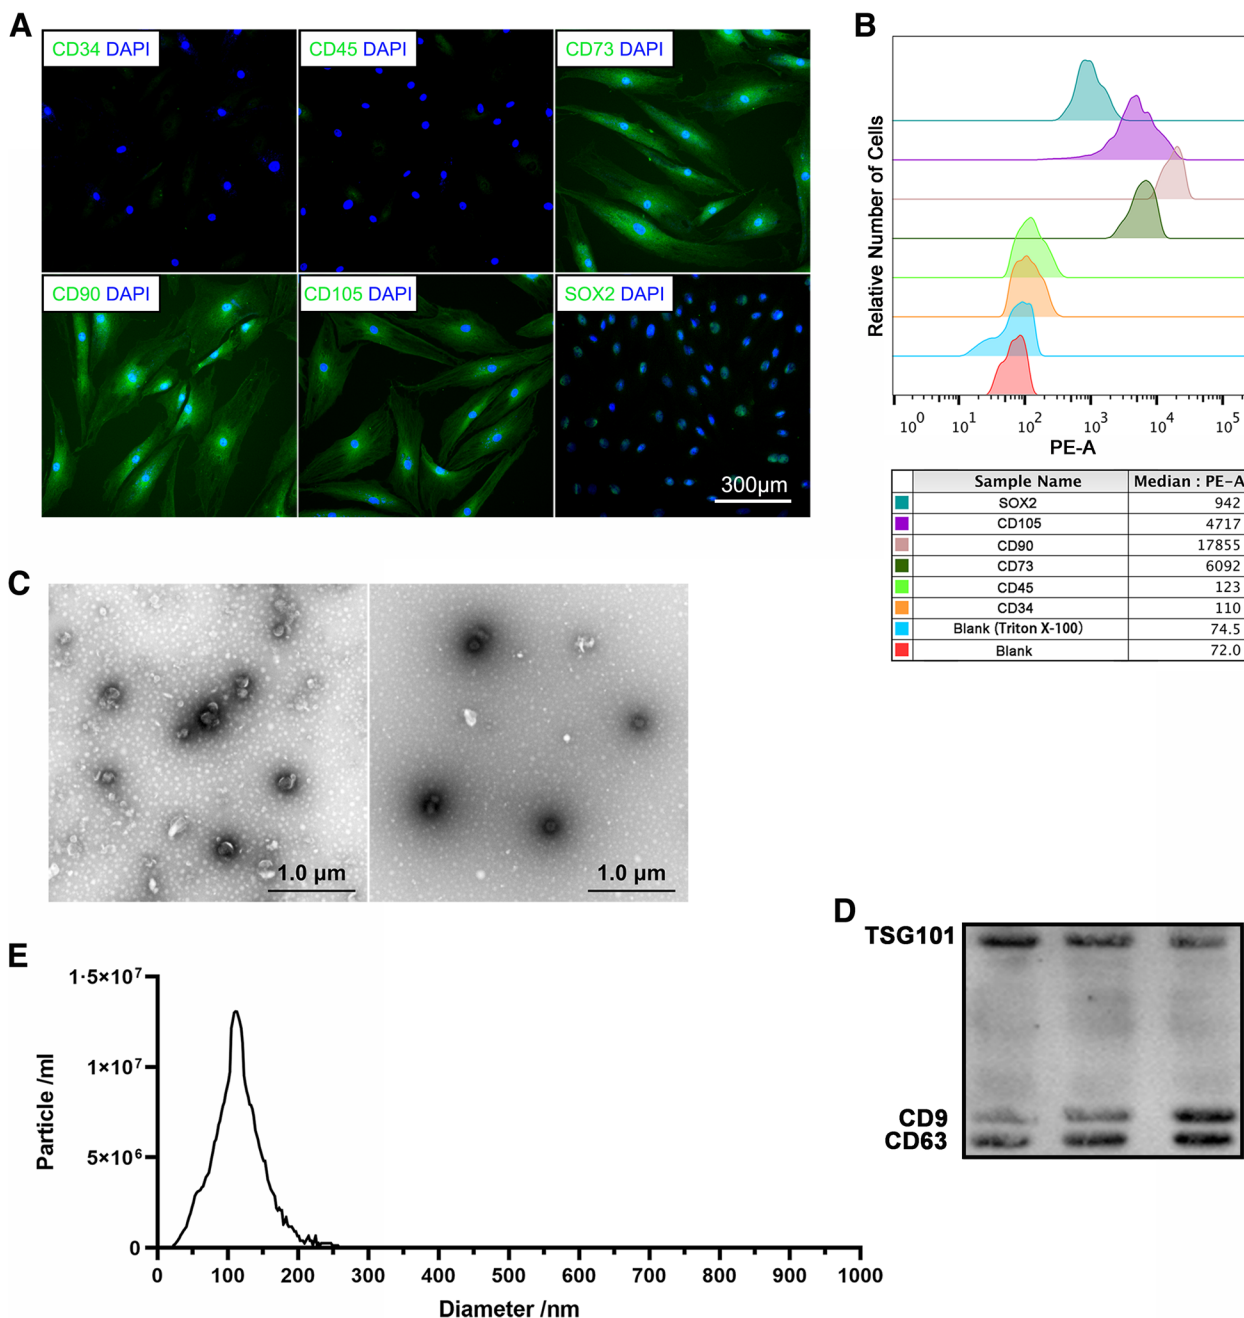 A
CD34 DAPI
CD45 DAPI
CD73 DAPI
CD90 DAPI
CD105 DAPI
SOX2 DAPI
300μm
B
Relative Number of Cells
10^0 10^1 10^2 10^3 10^4 10^5
PE-A
Sample Name Median : PE-A
SOX2 942
CD105 4717
CD90 17855
CD73 6092
CD45 123
CD34 110
Blank (Triton X-100) 74.5
Blank 72.0
C
1.0 μm
1.0 μm
D
TSG101
CD9
CD63
E
Particle /ml
1·5×10^7
1×10^7
5×10^6
0
0 100 200 300 400 500 600 700 800 900 1000
Diameter /nm